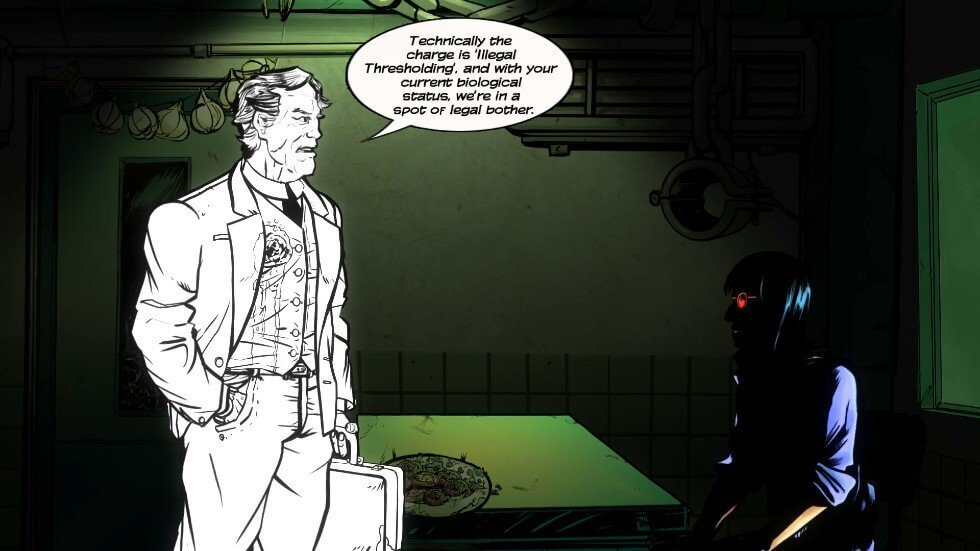 Technically the
charge is 'Illegal
Thresholding', and with your
current biological
status, we're in a
spot of legal bother.